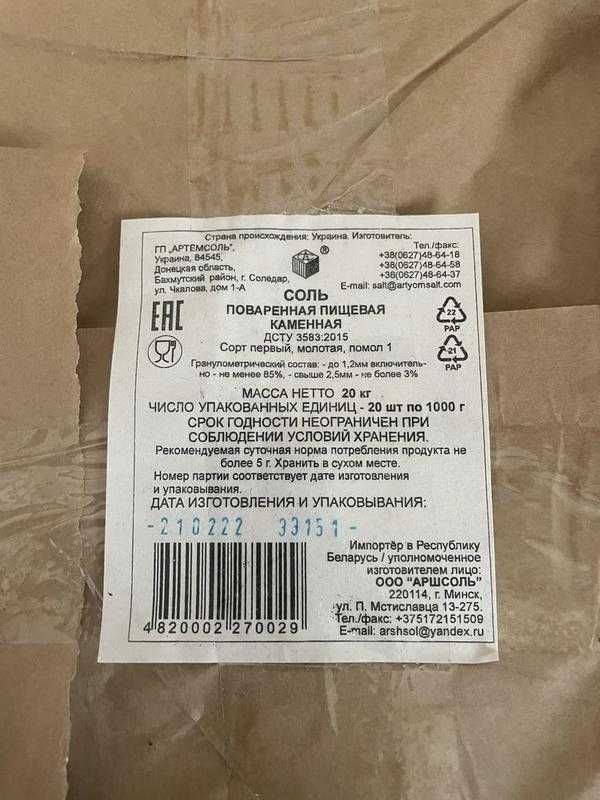 Страна происхождения: Украина. Изготовитель:
ГП „АРТЁМСОЛЬ”,
Украина, 84545,
Донецкая область,
Бахмутский район, г. Соледар,
ул. Чкалова, дом 1-А
®
Тел./факс:
+38(0627)48-64-18
+38(0627)48-64-58
+38(0627)48-64-37
E-mail: salt@artyomsalt.com
СОЛЬ
ПОВАРЕННАЯ ПИЩЕВАЯ
КАМЕННАЯ
ДСТУ 3583:2015
Сорт первый, молотая, помол 1
EAC
22
PAP
21
PAP
Гранулометрический состав: - до 1,2мм включитель-
но - не менее 85%, - свыше 2,5мм - не более 3%
МАССА НЕТТО 20 кг
ЧИСЛО УПАКОВАННЫХ ЕДИНИЦ - 20 шт по 1000 г
СРОК ГОДНОСТИ НЕОГРАНИЧЕН ПРИ
СОБЛЮДЕНИИ УСЛОВИЙ ХРАНЕНИЯ.
Рекомендуемая суточная норма потребления продукта не
более 5 г. Хранить в сухом месте.
Номер партии соответствует дате изготовления
и упаковывания.
ДАТА ИЗГОТОВЛЕНИЯ И УПАКОВЫВАНИЯ:
-210222 33151-
4 820002 270029
Импортёр в Республику
Беларусь / уполномоченное
изготовителем лицо:
ООО "АРШСОЛЬ"
220114, г. Минск,
ул. П. Мстиславца 13-275.
Тел./факс: +375172151509
E-mail: arshsol@yandex.ru